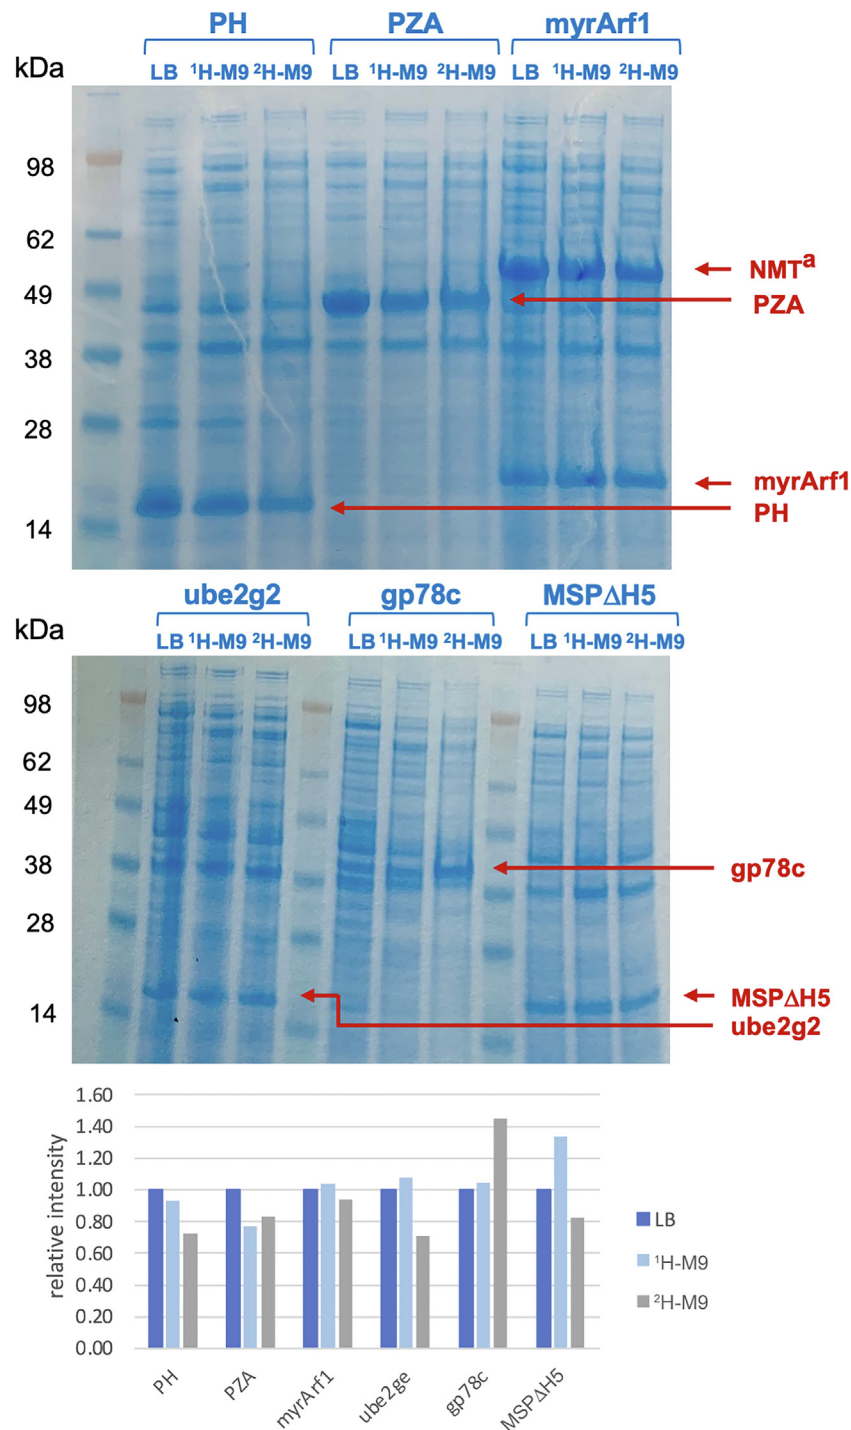 PH PZA myrArf1
kDa
LB ¹H-M9 ²H-M9 LB ¹H-M9 ²H-M9 LB ¹H-M9 ²H-M9
98
62
NMTᵃ
49
PZA
38
28
myrArf1
PH
14
ube2g2 gp78c MSPΔH5
kDa
LB ¹H-M9 ²H-M9 LB ¹H-M9 ²H-M9 LB ¹H-M9 ²H-M9
98
62
49
38
gp78c
28
MSPΔH5
14
ube2g2
relative intensity
1.60
1.40
1.20
1.00
0.80
0.60
0.40
0.20
0.00
LB
¹H-M9
²H-M9
PH PZA myrArf1 ube2ge gp78c MSPΔH5